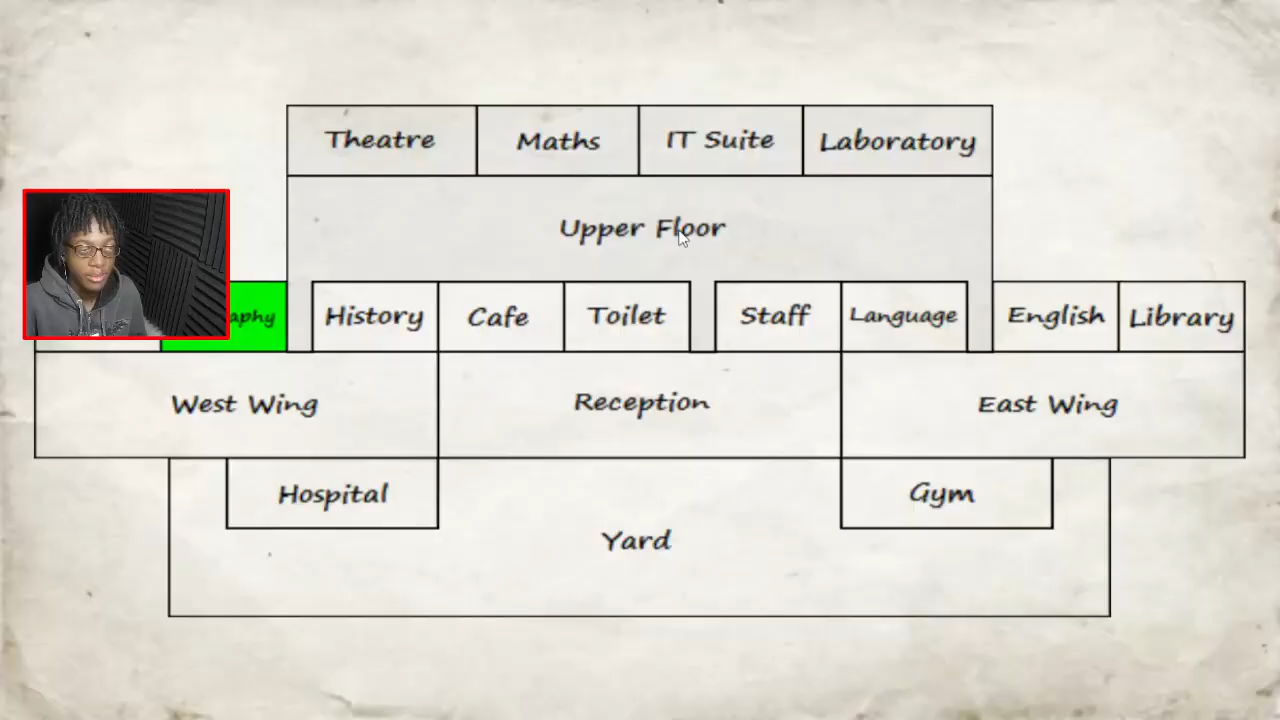 Theatre Maths IT Suite Laboratory
Upper Floor
aphy History Cafe Toilet Staff Language English Library
West Wing Reception East Wing
Hospital Gym
Yard